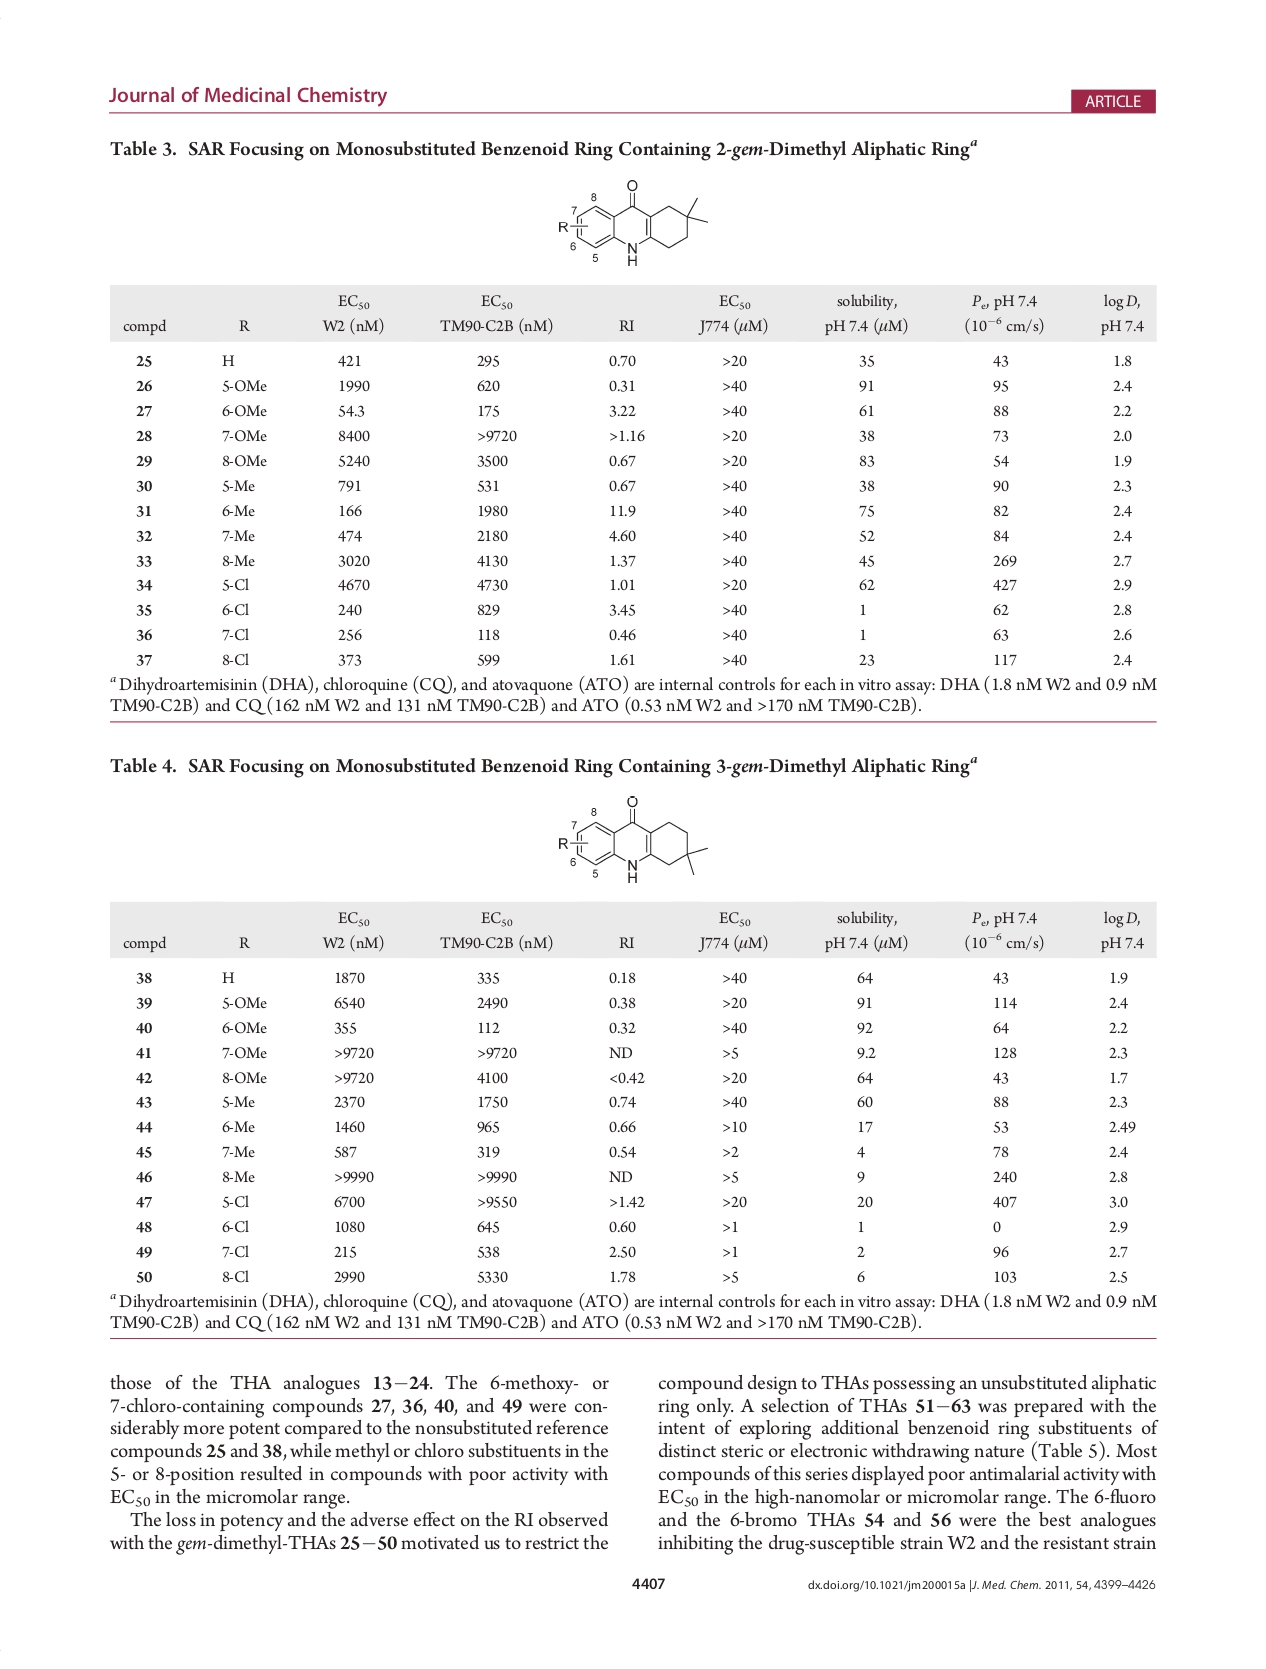 Journal of Medicinal Chemistry
ARTICLE
Table 3. SAR Focusing on Monosubstituted Benzenoid Ring Containing 2-gem-Dimethyl Aliphatic Ring^a
O
8
7
R
6
5
N
H
compd R EC50 W2 (nM) EC50 TM90-C2B (nM) RI EC50 J774 (μM) solubility, pH 7.4 (μM) Pe, pH 7.4 (10−6 cm/s) log D, pH 7.4
25 H 421 295 0.70 >20 35 43 1.8
26 5-OMe 1990 620 0.31 >40 91 95 2.4
27 6-OMe 54.3 175 3.22 >40 61 88 2.2
28 7-OMe 8400 >9720 >1.16 >20 38 73 2.0
29 8-OMe 5240 3500 0.67 >20 83 54 1.9
30 5-Me 791 531 0.67 >40 38 90 2.3
31 6-Me 166 1980 11.9 >40 75 82 2.4
32 7-Me 474 2180 4.60 >40 52 84 2.4
33 8-Me 3020 4130 1.37 >40 45 269 2.7
34 5-Cl 4670 4730 1.01 >20 62 427 2.9
35 6-Cl 240 829 3.45 >40 1 62 2.8
36 7-Cl 256 118 0.46 >40 1 63 2.6
37 8-Cl 373 599 1.61 >40 23 117 2.4
a Dihydroartemisinin (DHA), chloroquine (CQ), and atovaquone (ATO) are internal controls for each in vitro assay: DHA (1.8 nM W2 and 0.9 nM
TM90-C2B) and CQ (162 nM W2 and 131 nM TM90-C2B) and ATO (0.53 nM W2 and >170 nM TM90-C2B).
Table 4. SAR Focusing on Monosubstituted Benzenoid Ring Containing 3-gem-Dimethyl Aliphatic Ring^a
O
8
7
R
6
5
N
H
compd R EC50 W2 (nM) EC50 TM90-C2B (nM) RI EC50 J774 (μM) solubility, pH 7.4 (μM) Pe, pH 7.4 (10−6 cm/s) log D, pH 7.4
38 H 1870 335 0.18 >40 64 43 1.9
39 5-OMe 6540 2490 0.38 >20 91 114 2.4
40 6-OMe 355 112 0.32 >40 92 64 2.2
41 7-OMe >9720 >9720 ND >5 9.2 128 2.3
42 8-OMe >9720 4100 <0.42 >20 64 43 1.7
43 5-Me 2370 1750 0.74 >40 60 88 2.3
44 6-Me 1460 965 0.66 >10 17 53 2.49
45 7-Me 587 319 0.54 >2 4 78 2.4
46 8-Me >9990 >9990 ND >5 9 240 2.8
47 5-Cl 6700 >9550 >1.42 >20 20 407 3.0
48 6-Cl 1080 645 0.60 >1 1 0 2.9
49 7-Cl 215 538 2.50 >1 2 96 2.7
50 8-Cl 2990 5330 1.78 >5 6 103 2.5
a Dihydroartemisinin (DHA), chloroquine (CQ), and atovaquone (ATO) are internal controls for each in vitro assay: DHA (1.8 nM W2 and 0.9 nM
TM90-C2B) and CQ (162 nM W2 and 131 nM TM90-C2B) and ATO (0.53 nM W2 and >170 nM TM90-C2B).
those of the THA analogues 13−24. The 6-methoxy- or
7-chloro-containing compounds 27, 36, 40, and 49 were con-
siderably more potent compared to the nonsubstituted reference
compounds 25 and 38, while methyl or chloro substituents in the
5- or 8-position resulted in compounds with poor activity with
EC50 in the micromolar range.
The loss in potency and the adverse effect on the RI observed
with the gem-dimethyl-THAs 25−50 motivated us to restrict the
compound design to THAs possessing an unsubstituted aliphatic
ring only. A selection of THAs 51−63 was prepared with the
intent of exploring additional benzenoid ring substituents of
distinct steric or electronic withdrawing nature (Table 5). Most
compounds of this series displayed poor antimalarial activity with
EC50 in the high-nanomolar or micromolar range. The 6-fluoro
and the 6-bromo THAs 54 and 56 were the best analogues
inhibiting the drug-susceptible strain W2 and the resistant strain
4407
dx.doi.org/10.1021/jm200015a |J. Med. Chem. 2011, 54, 4399–4426